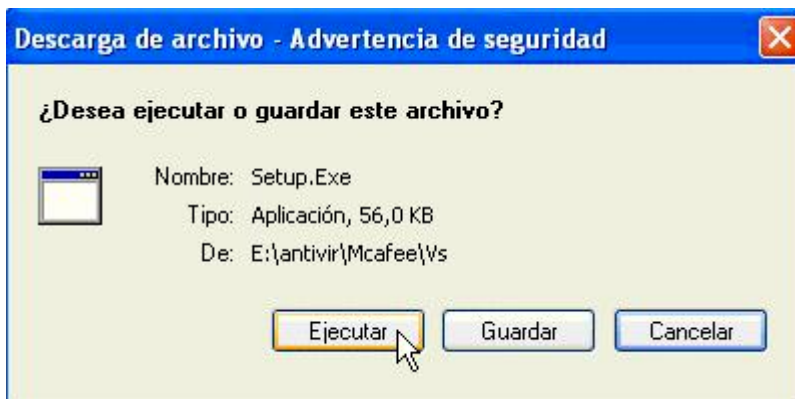 Descarga de archivo - Advertencia de seguridad
¿Desea ejecutar o guardar este archivo?
Nombre: Setup.Exe
Tipo: Aplicación, 56,0 KB
De: E:\antivir\Mcafee\Vs
Ejecutar Guardar Cancelar